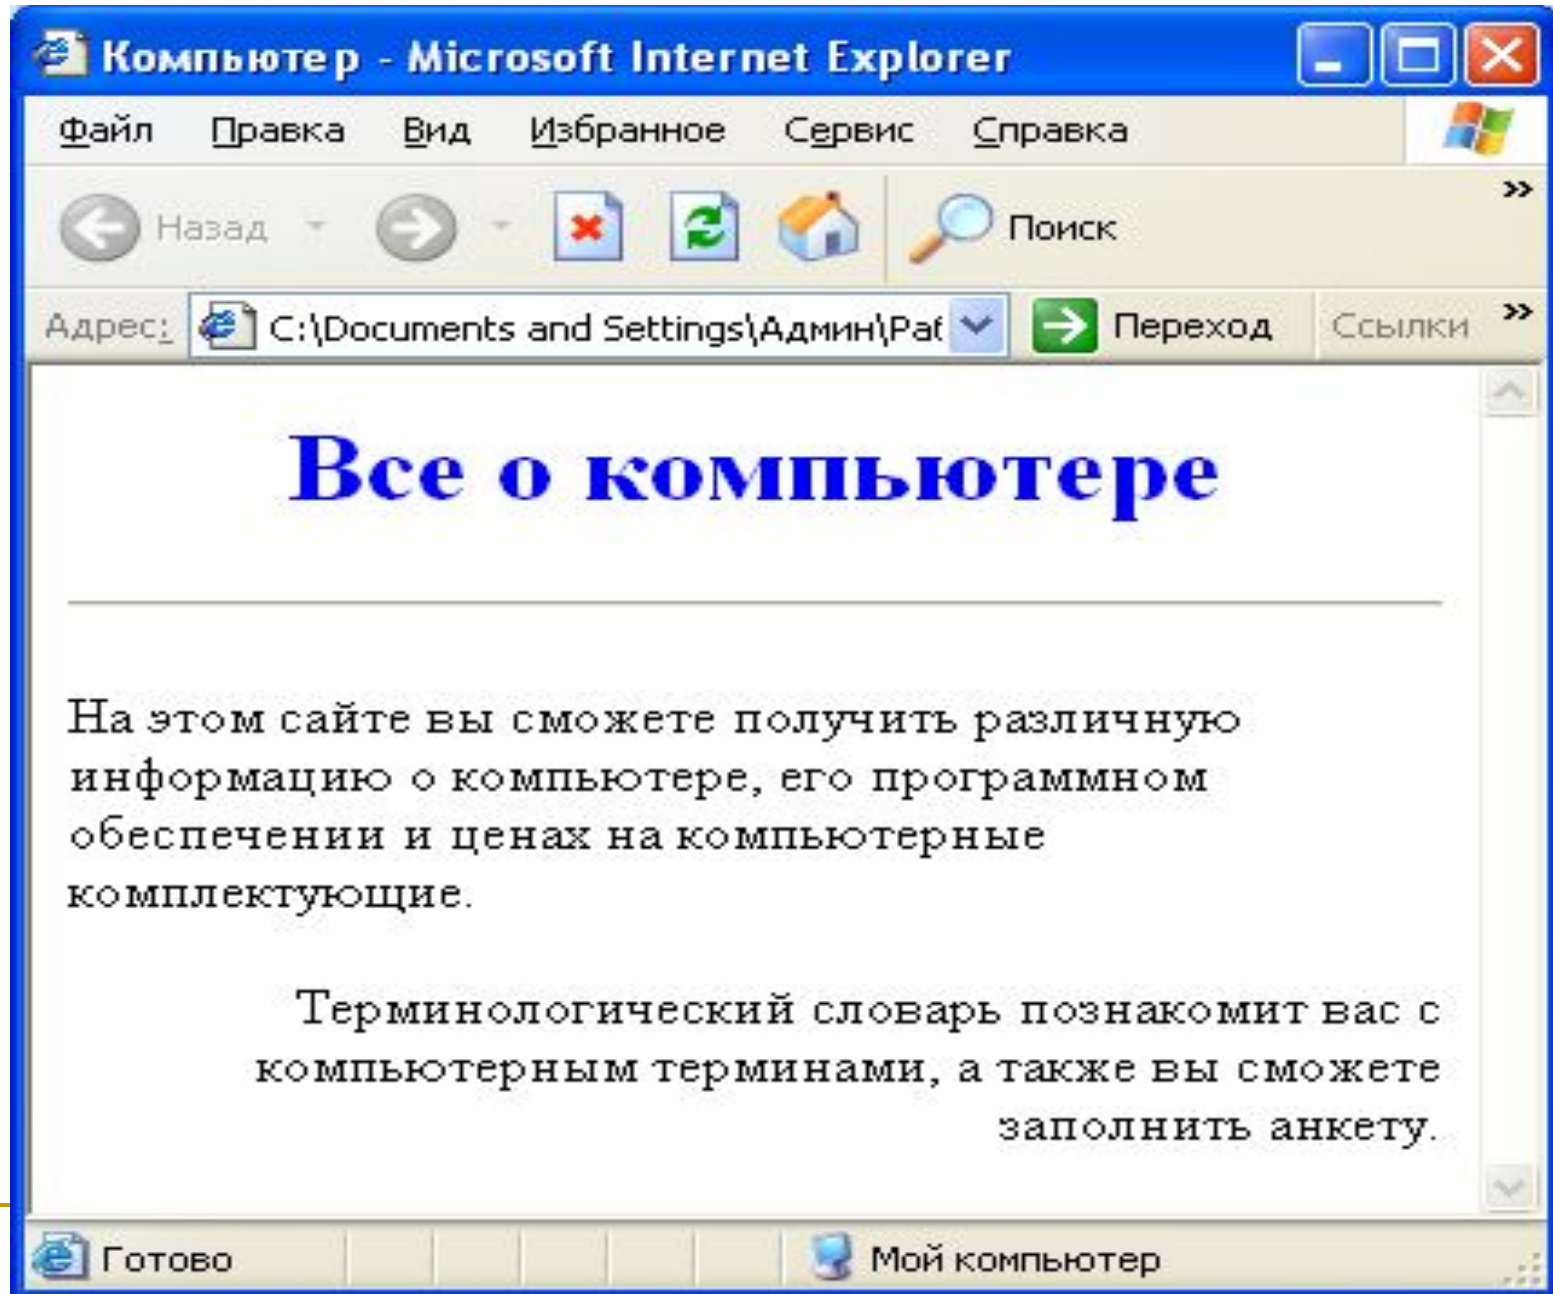 Компьютер - Microsoft Internet Explorer
Файл Правка Вид Избранное Сервис Справка
Назад Поиск »
Адрес: C:\Documents and Settings\Админ\Раб Переход Ссылки »
Все о компьютере
На этом сайте вы сможете получить различную
информацию о компьютере, его программном
обеспечении и ценах на компьютерные
комплектующие.
Терминологический словарь познакомит вас с
компьютерным терминами, а также вы сможете
заполнить анкету.
Готово Мой компьютер